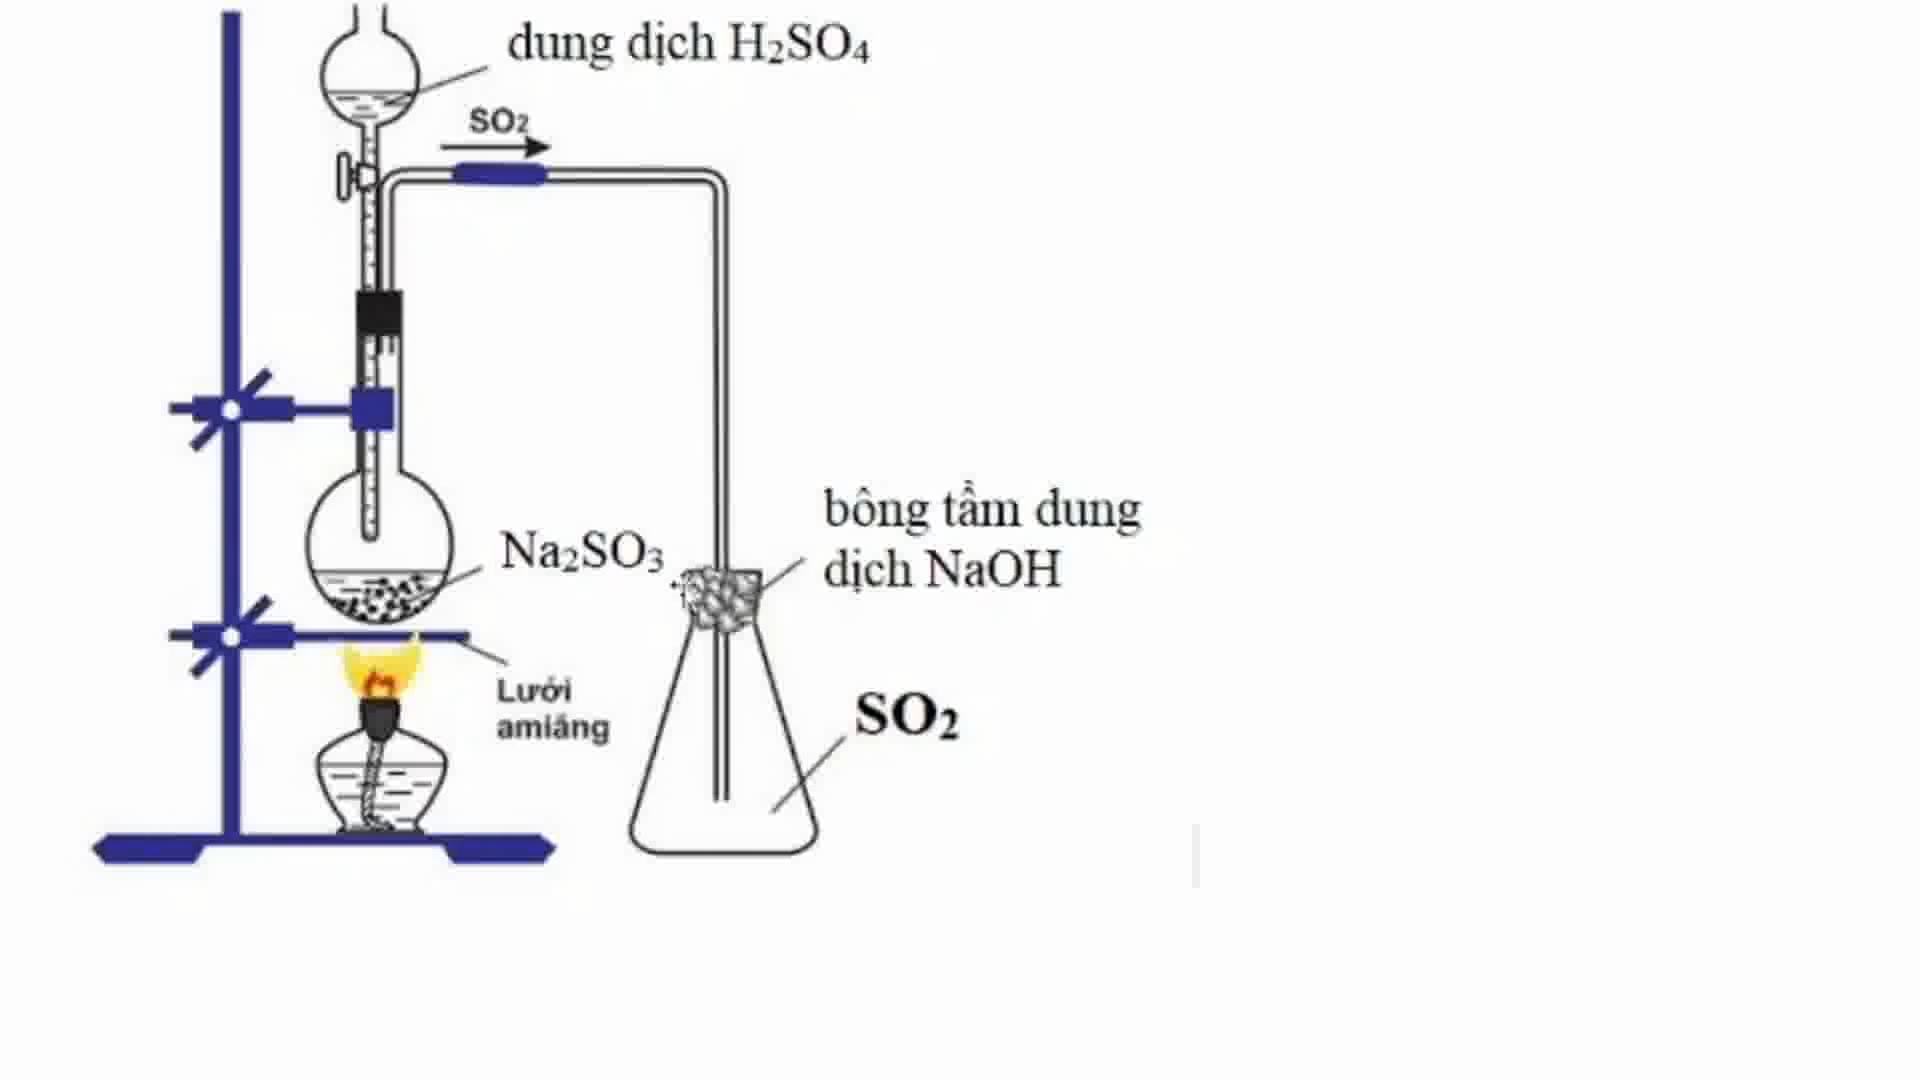 dung dịch H₂SO₄
SO₂
Na₂SO₃
bông tẩm dung
dịch NaOH
Lưới
amiăng
SO₂